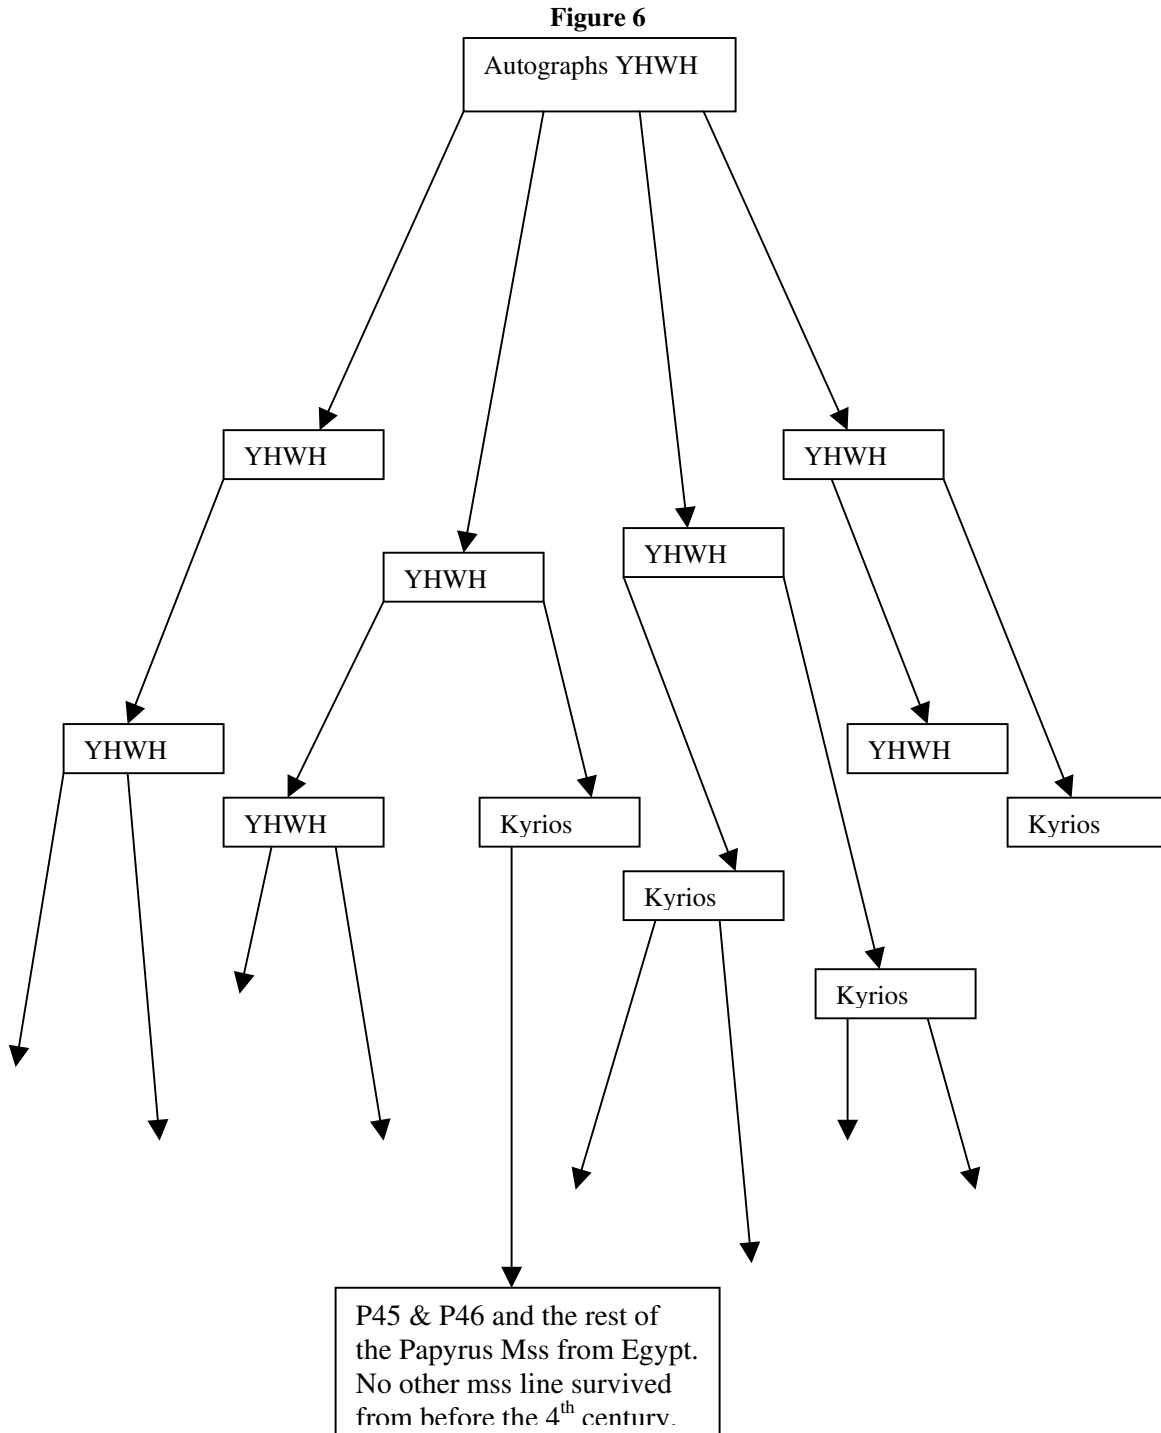 Figure 6
Autographs YHWH
YHWH
YHWH
YHWH
YHWH
YHWH
YHWH
YHWH
Kyrios
Kyrios
Kyrios
Kyrios
P45 & P46 and the rest of
the Papyrus Mss from Egypt.
No other mss line survived
from before the 4th century.